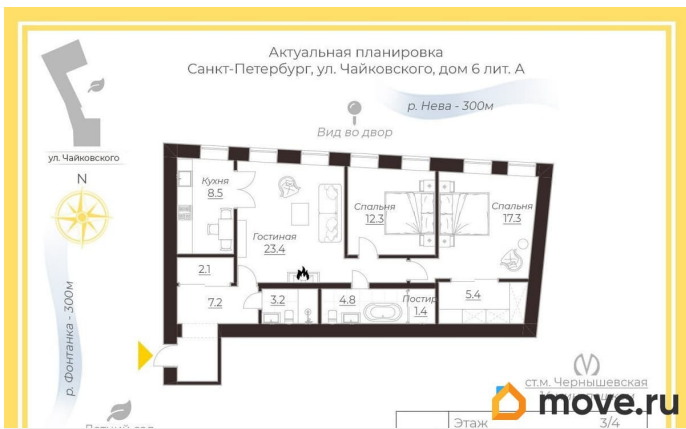 Актуальная планировка
Санкт-Петербург, ул. Чайковского, дом 6 лит. А
р. Нева - 300м
Вид во двор
ул. Чайковского
N
Кухня
8.5
Гостиная
23.4
Спальня
12.3
Спальня
17.3
2.1
7.2
3.2
4.8
Постир
1.4
5.4
р. Фонтанка - 300м
ст.м. Чернышевская
Летний сад
move.ru
Этаж 3/4